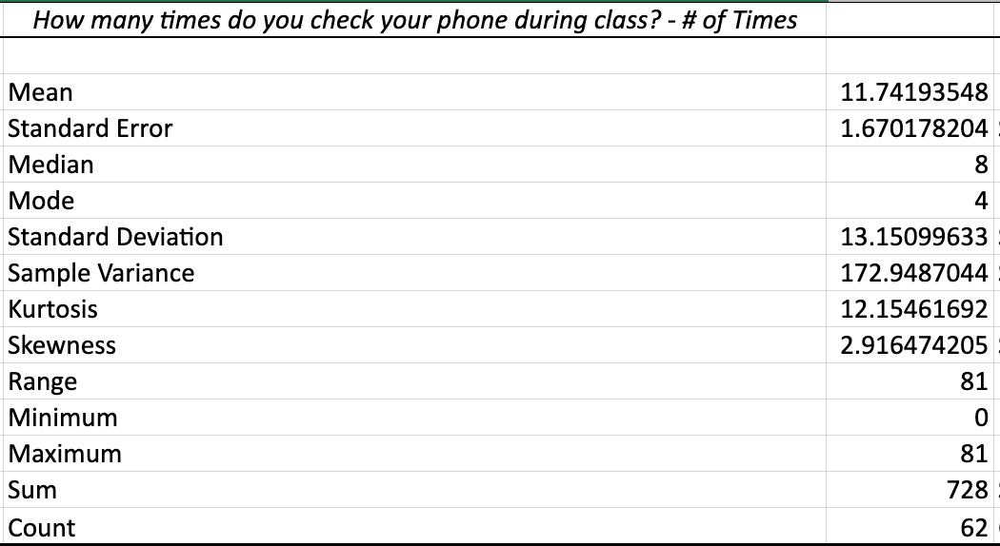 How many times do you check your phone during class? - # of Times
Mean 11.74193548
Standard Error 1.670178204
Median 8
Mode 4
Standard Deviation 13.15099633
Sample Variance 172.9487044
Kurtosis 12.15461692
Skewness 2.916474205
Range 81
Minimum 0
Maximum 81
Sum 728
Count 62